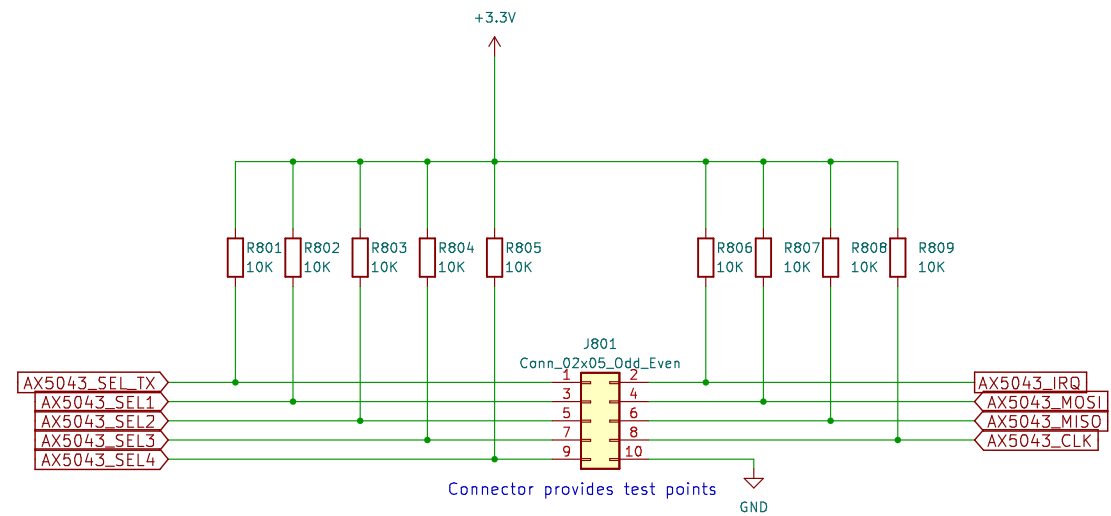 +3.3V
R801 R802 R803 R804 R805 R806 R807 R808 R809
10K 10K 10K 10K 10K 10K 10K 10K 10K
J801
Conn_02x05_Odd_Even
AX5043_SEL_TX 1 2 AX5043_IRQ
AX5043_SEL1 3 4 AX5043_MOSI
AX5043_SEL2 5 6 AX5043_MISO
AX5043_SEL3 7 8 AX5043_CLK
AX5043_SEL4 9 10
Connector provides test points
GND